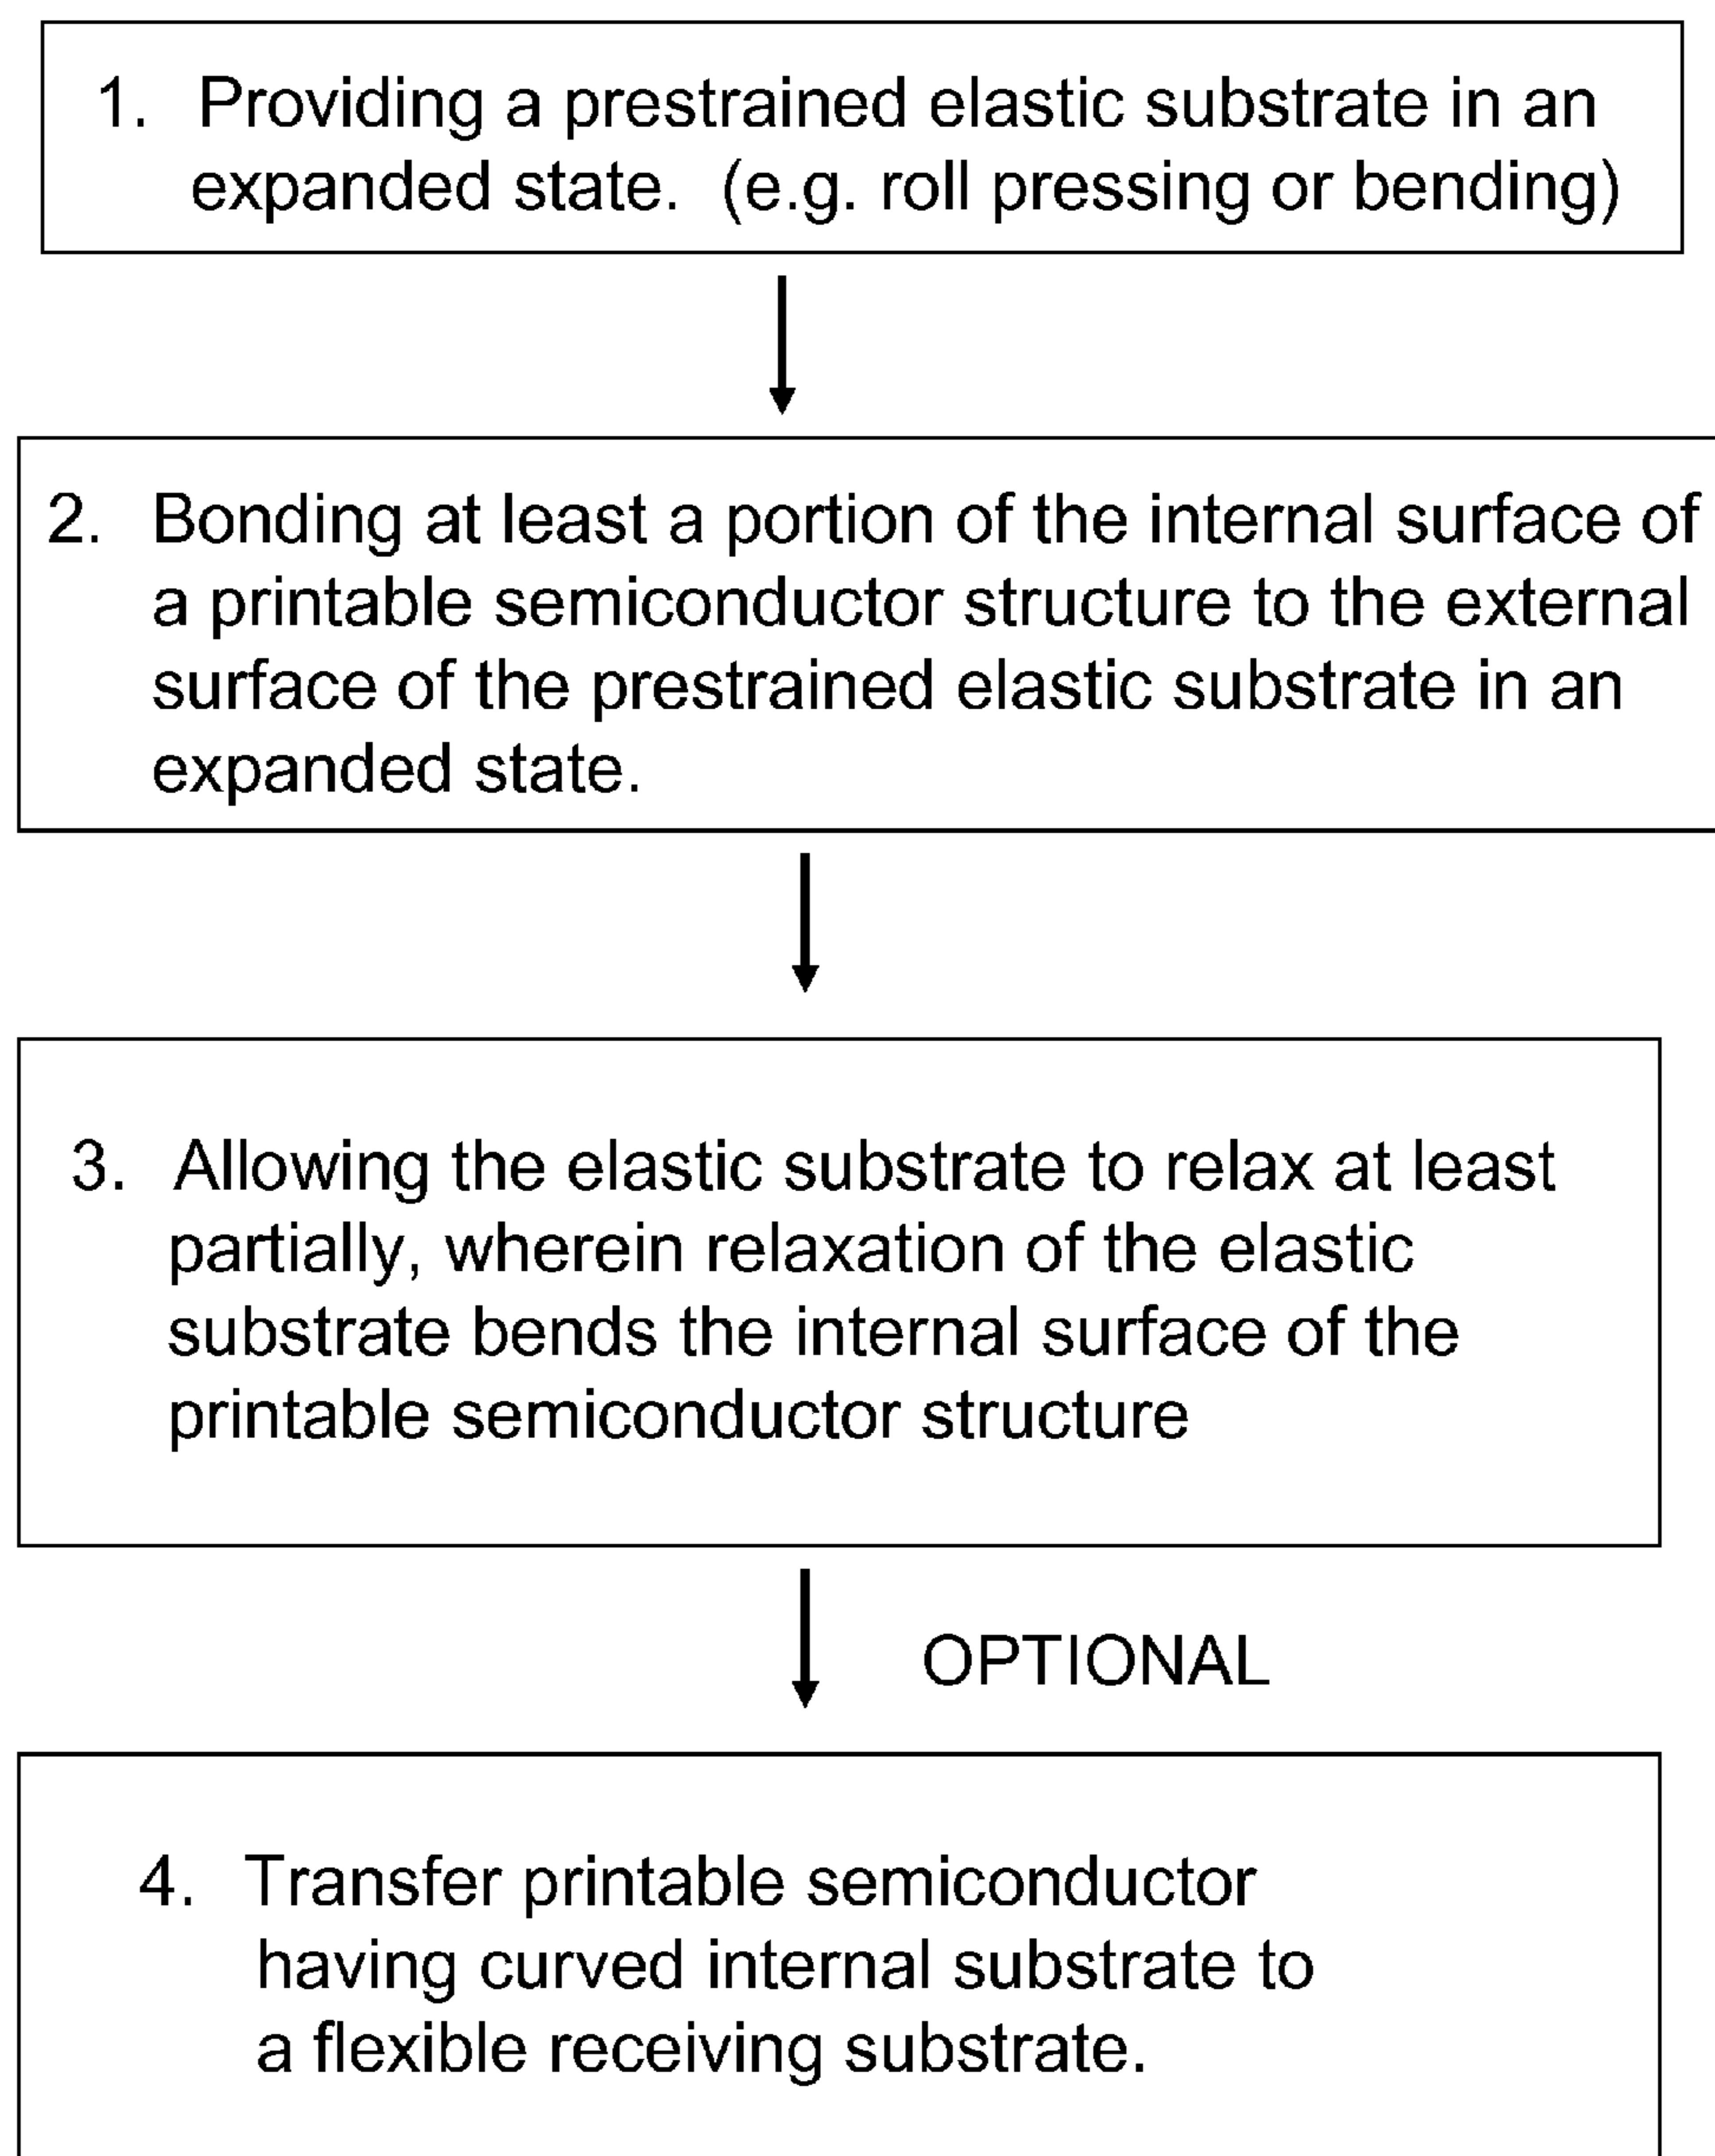 1. Providing a prestrained elastic substrate in an
expanded state. (e.g. roll pressing or bending)
2. Bonding at least a portion of the internal surface of
a printable semiconductor structure to the external
surface of the prestrained elastic substrate in an
expanded state.
3. Allowing the elastic substrate to relax at least
partially, wherein relaxation of the elastic
substrate bends the internal surface of the
printable semiconductor structure
OPTIONAL
4. Transfer printable semiconductor
having curved internal substrate to
a flexible receiving substrate.